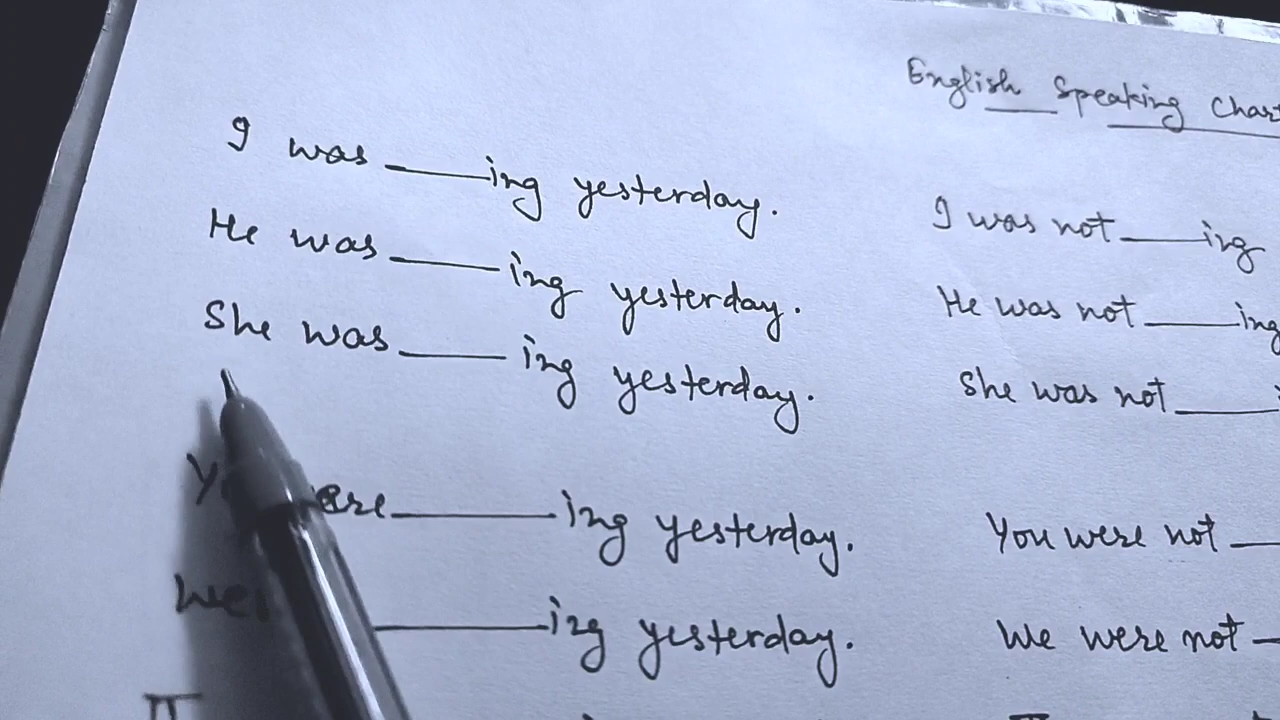 English Speaking Chart
I was ____ing yesterday.
He was ____ing yesterday.
She was ____ing yesterday.
____ing yesterday.
____ing yesterday.
I was not ____ing
He was not ____ing
She was not ____
You were not ____
We were not ____